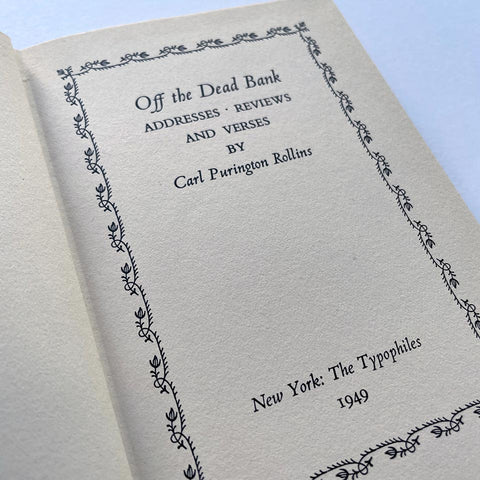 Off the Dead Bank
ADDRESSES · REVIEWS
AND VERSES
BY
Carl Purington Rollins
New York: The Typophiles
1949